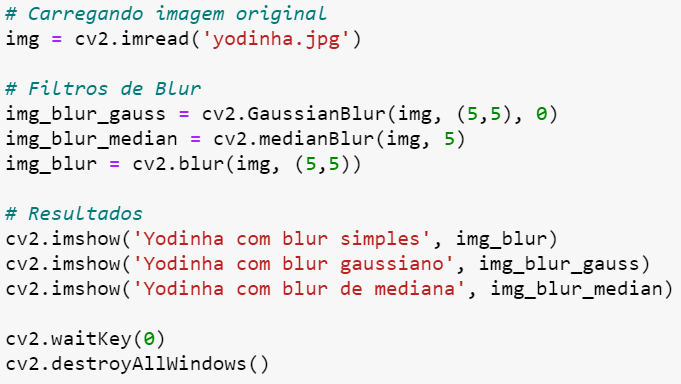 # Carregando imagem original
img = cv2.imread('yodinha.jpg')
# Filtros de Blur
img_blur_gauss = cv2.GaussianBlur(img, (5,5), 0)
img_blur_median = cv2.medianBlur(img, 5)
img_blur = cv2.blur(img, (5,5))
# Resultados
cv2.imshow('Yodinha com blur simples', img_blur)
cv2.imshow('Yodinha com blur gaussiano', img_blur_gauss)
cv2.imshow('Yodinha com blur de mediana', img_blur_median)
cv2.waitKey(0)
cv2.destroyAllWindows()